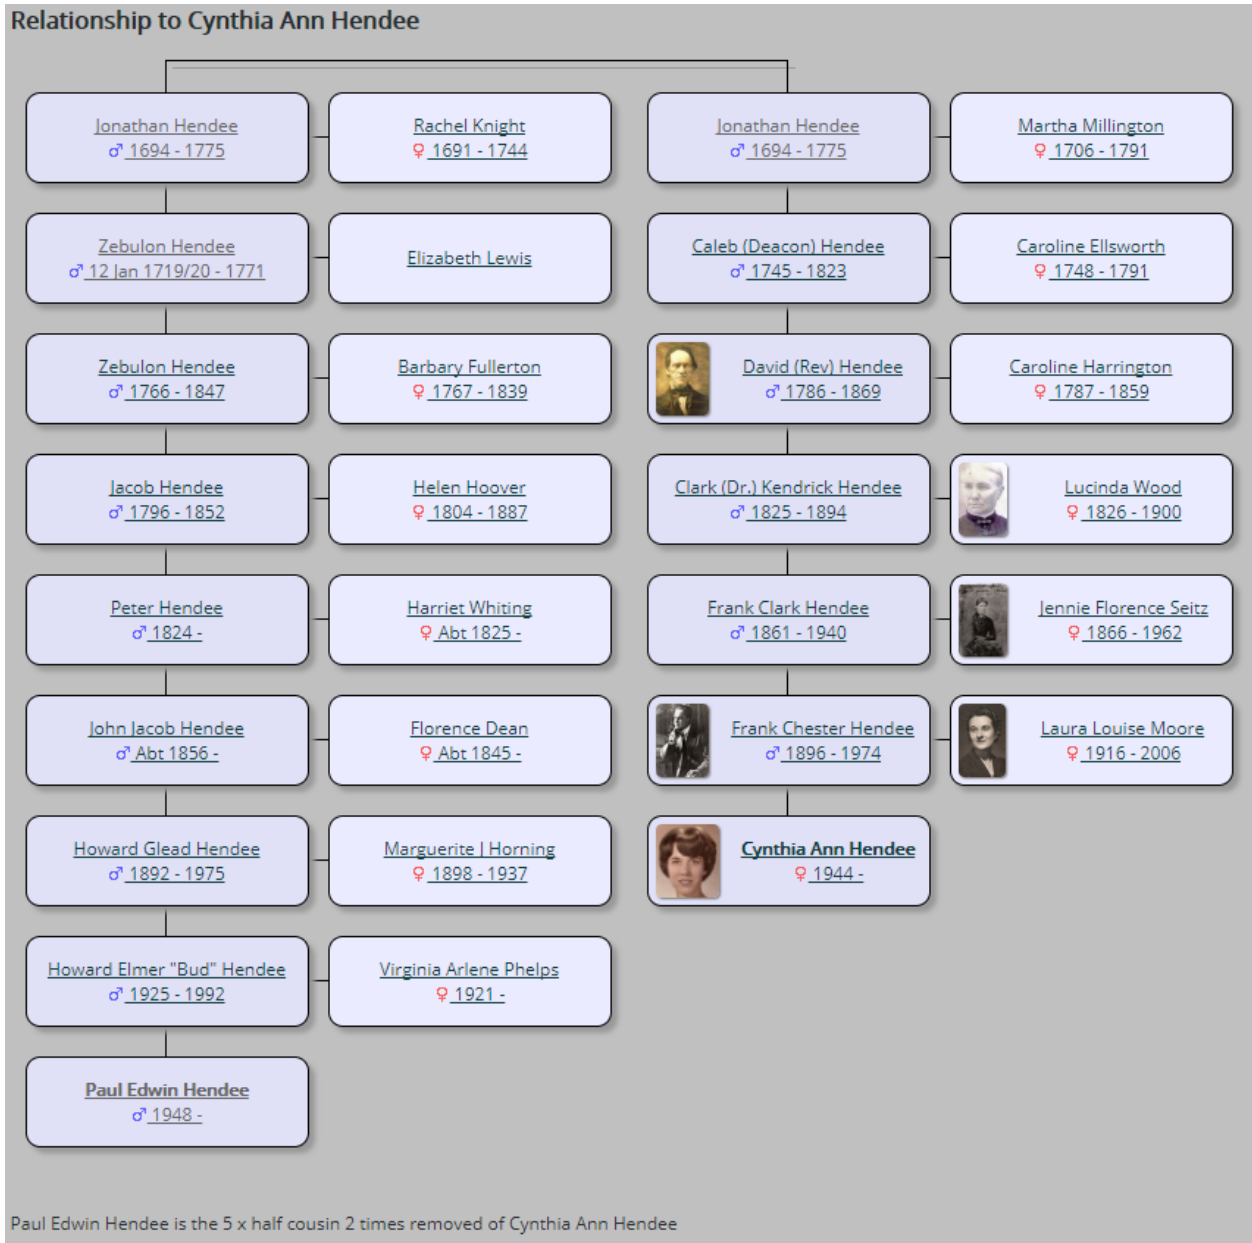 Relationship to Cynthia Ann Hendee
Jonathan Hendee
♂ 1694 - 1775
Rachel Knight
♀ 1691 - 1744
Jonathan Hendee
♂ 1694 - 1775
Martha Millington
♀ 1706 - 1791
Zebulon Hendee
♂ 12 Jan 1719/20 - 1771
Elizabeth Lewis
Caleb (Deacon) Hendee
♂ 1745 - 1823
Caroline Ellsworth
♀ 1748 - 1791
Zebulon Hendee
♂ 1766 - 1847
Barbary Fullerton
♀ 1767 - 1839
David (Rev) Hendee
♂ 1786 - 1869
Caroline Harrington
♀ 1787 - 1859
Jacob Hendee
♂ 1796 - 1852
Helen Hoover
♀ 1804 - 1887
Clark (Dr.) Kendrick Hendee
♂ 1825 - 1894
Lucinda Wood
♀ 1826 - 1900
Peter Hendee
♂ 1824 -
Harriet Whiting
♀ Abt 1825 -
Frank Clark Hendee
♂ 1861 - 1940
Jennie Florence Seitz
♀ 1866 - 1962
John Jacob Hendee
♂ Abt 1856 -
Florence Dean
♀ Abt 1845 -
Frank Chester Hendee
♂ 1896 - 1974
Laura Louise Moore
♀ 1916 - 2006
Howard Glead Hendee
♂ 1892 - 1975
Marguerite J Horning
♀ 1898 - 1937
Cynthia Ann Hendee
♀ 1944 -
Howard Elmer "Bud" Hendee
♂ 1925 - 1992
Virginia Arlene Phelps
♀ 1921 -
Paul Edwin Hendee
♂ 1948 -
Paul Edwin Hendee is the 5 x half cousin 2 times removed of Cynthia Ann Hendee